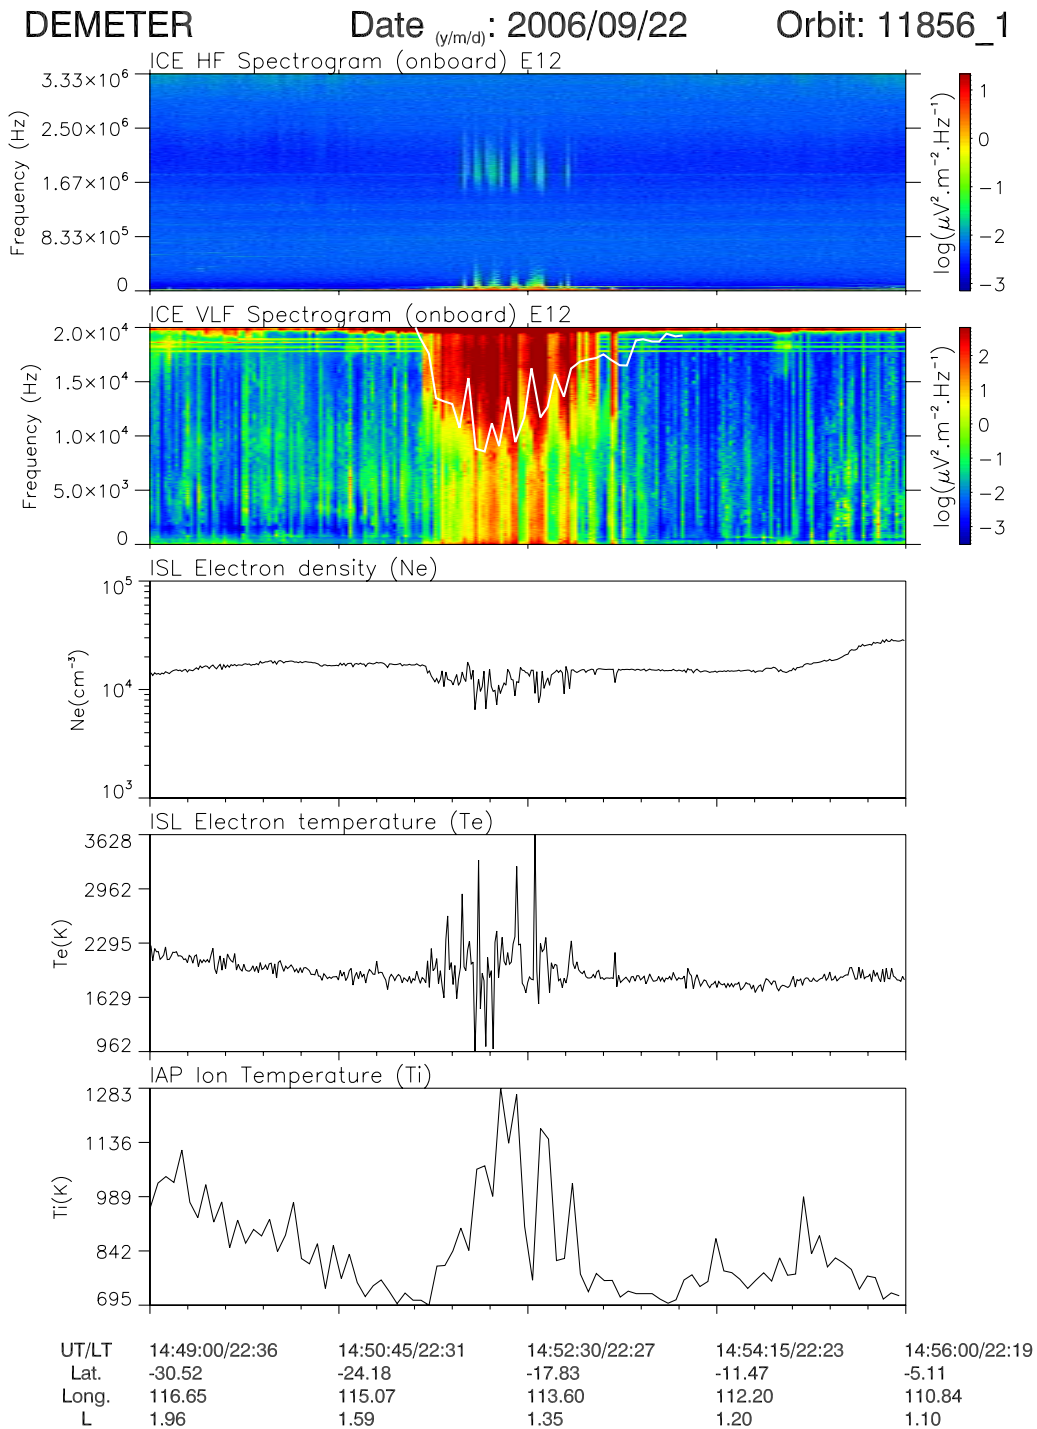 DEMETER Date (y/m/d): 2006/09/22 Orbit: 11856_1
ICE HF Spectrogram (onboard) E12
Frequency (Hz)
3.33×10⁶
2.50×10⁶
1.67×10⁶
8.33×10⁵
0
1
0
−1
−2
−3
log(μV².m⁻².Hz⁻¹)
ICE VLF Spectrogram (onboard) E12
Frequency (Hz)
2.0×10⁴
1.5×10⁴
1.0×10⁴
5.0×10³
0
2
1
0
−1
−2
−3
log(μV².m⁻².Hz⁻¹)
ISL Electron density (Ne)
Ne(cm⁻³)
10⁵
10⁴
10³
ISL Electron temperature (Te)
Te(K)
3628
2962
2295
1629
962
IAP Ion Temperature (Ti)
Ti(K)
1283
1136
989
842
695
UT/LT 14:49:00/22:36 14:50:45/22:31 14:52:30/22:27 14:54:15/22:23 14:56:00/22:19
Lat. -30.52 -24.18 -17.83 -11.47 -5.11
Long. 116.65 115.07 113.60 112.20 110.84
L 1.96 1.59 1.35 1.20 1.10